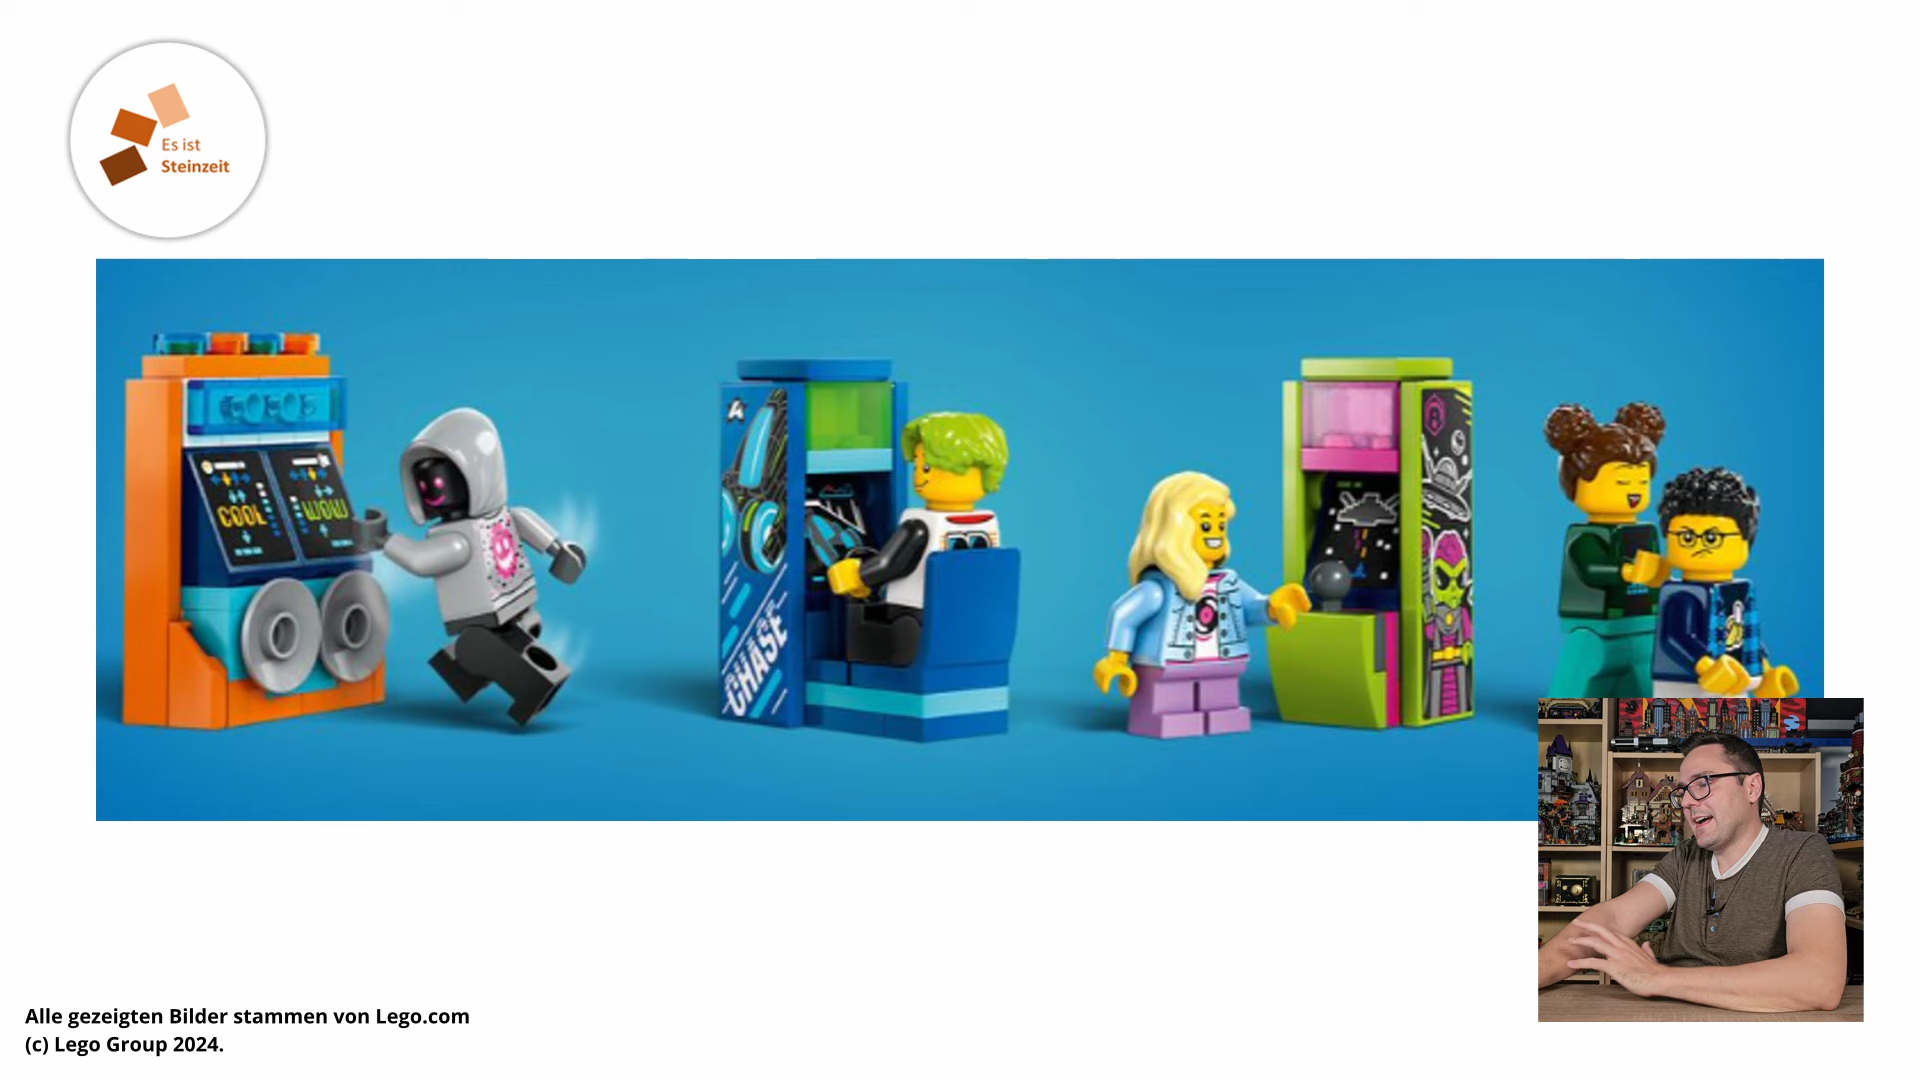 Es ist
Steinzeit
COOL
WOW
A
CHASE
Alle gezeigten Bilder stammen von Lego.com
(c) Lego Group 2024.